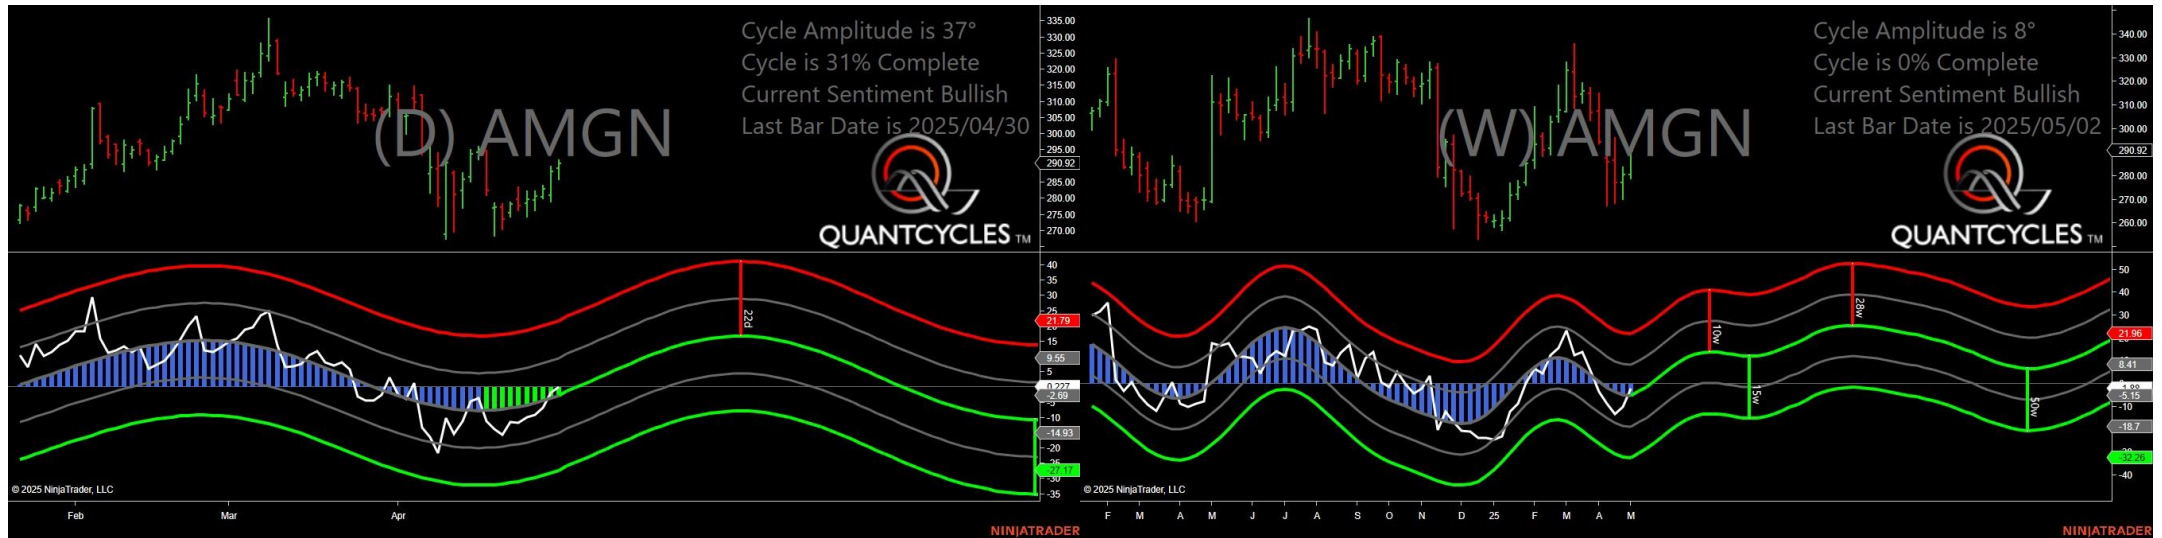 Cycle Amplitude is 37°
Cycle is 31% Complete
Current Sentiment Bullish
Last Bar Date is 2025/04/30
(D) AMGN
QUANTCYCLES TM
335.00
330.00
325.00
320.00
315.00
310.00
305.00
300.00
295.00
290.92
285.00
280.00
275.00
270.00
22d
40
35
30
25
21.79
15
9.55
5
0.227
-2.69
-10
-14.93
-20
-27.17
-30
-35
© 2025 NinjaTrader, LLC
Feb Mar Apr
NINJATRADER
Cycle Amplitude is 8°
Cycle is 0% Complete
Current Sentiment Bullish
Last Bar Date is 2025/05/02
(W) AMGN
QUANTCYCLES TM
340.00
330.00
320.00
310.00
300.00
290.92
280.00
270.00
260.00
10w
15w
28w
50w
50
40
30
21.96
8.41
-1.88
-5.15
-10
-18.7
-32.26
-40
© 2025 NinjaTrader, LLC
F M A M J J A S O N D 25 F M A M
NINJATRADER